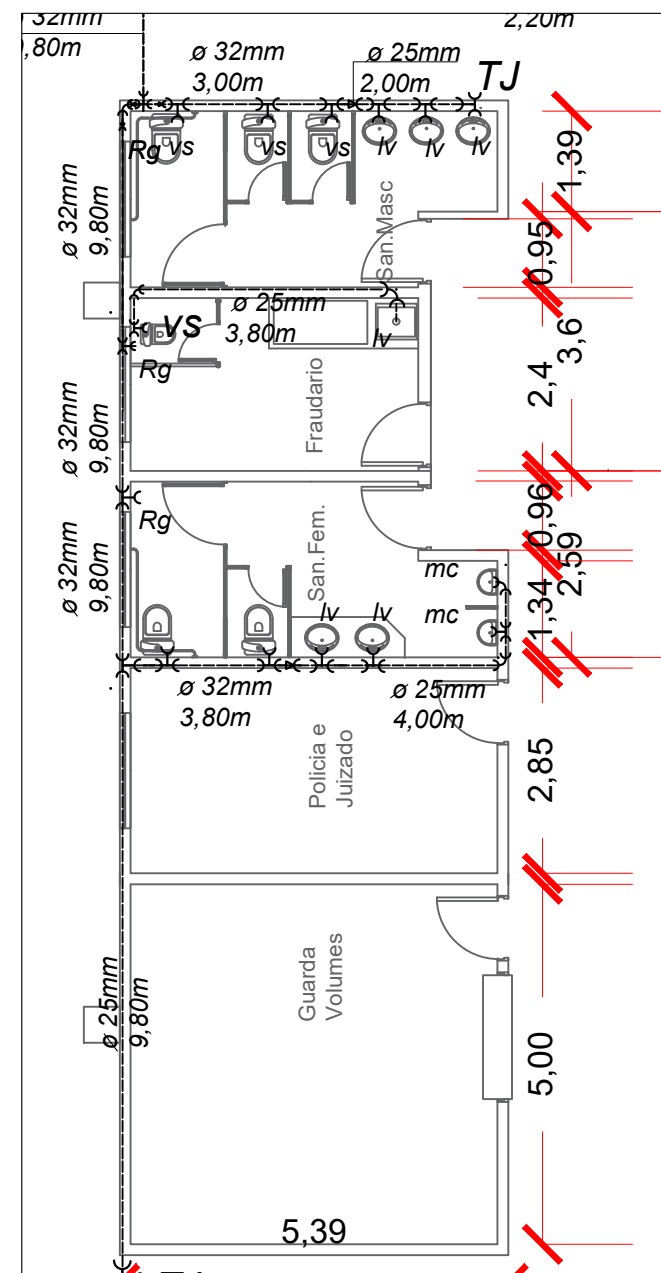 ø 32mm
9,80m
2,20m
ø 32mm
3,00m
ø 25mm
2,00m
TJ
Rg
vs
vs
vs
lv
lv
lv
San.Masc
1,39
0,95
ø 32mm
9,80m
ø 25mm
3,80m
vs
lv
Rg
Fraudario
3,6
2,4
ø 32mm
9,80m
Rg
San.Fem.
0,96
2,59
1,34
ø 32mm
9,80m
mc
mc
lv
lv
ø 32mm
3,80m
ø 25mm
4,00m
Policia e
Juizado
2,85
Guarda
Volumes
ø 25mm
9,80m
5,00
5,39